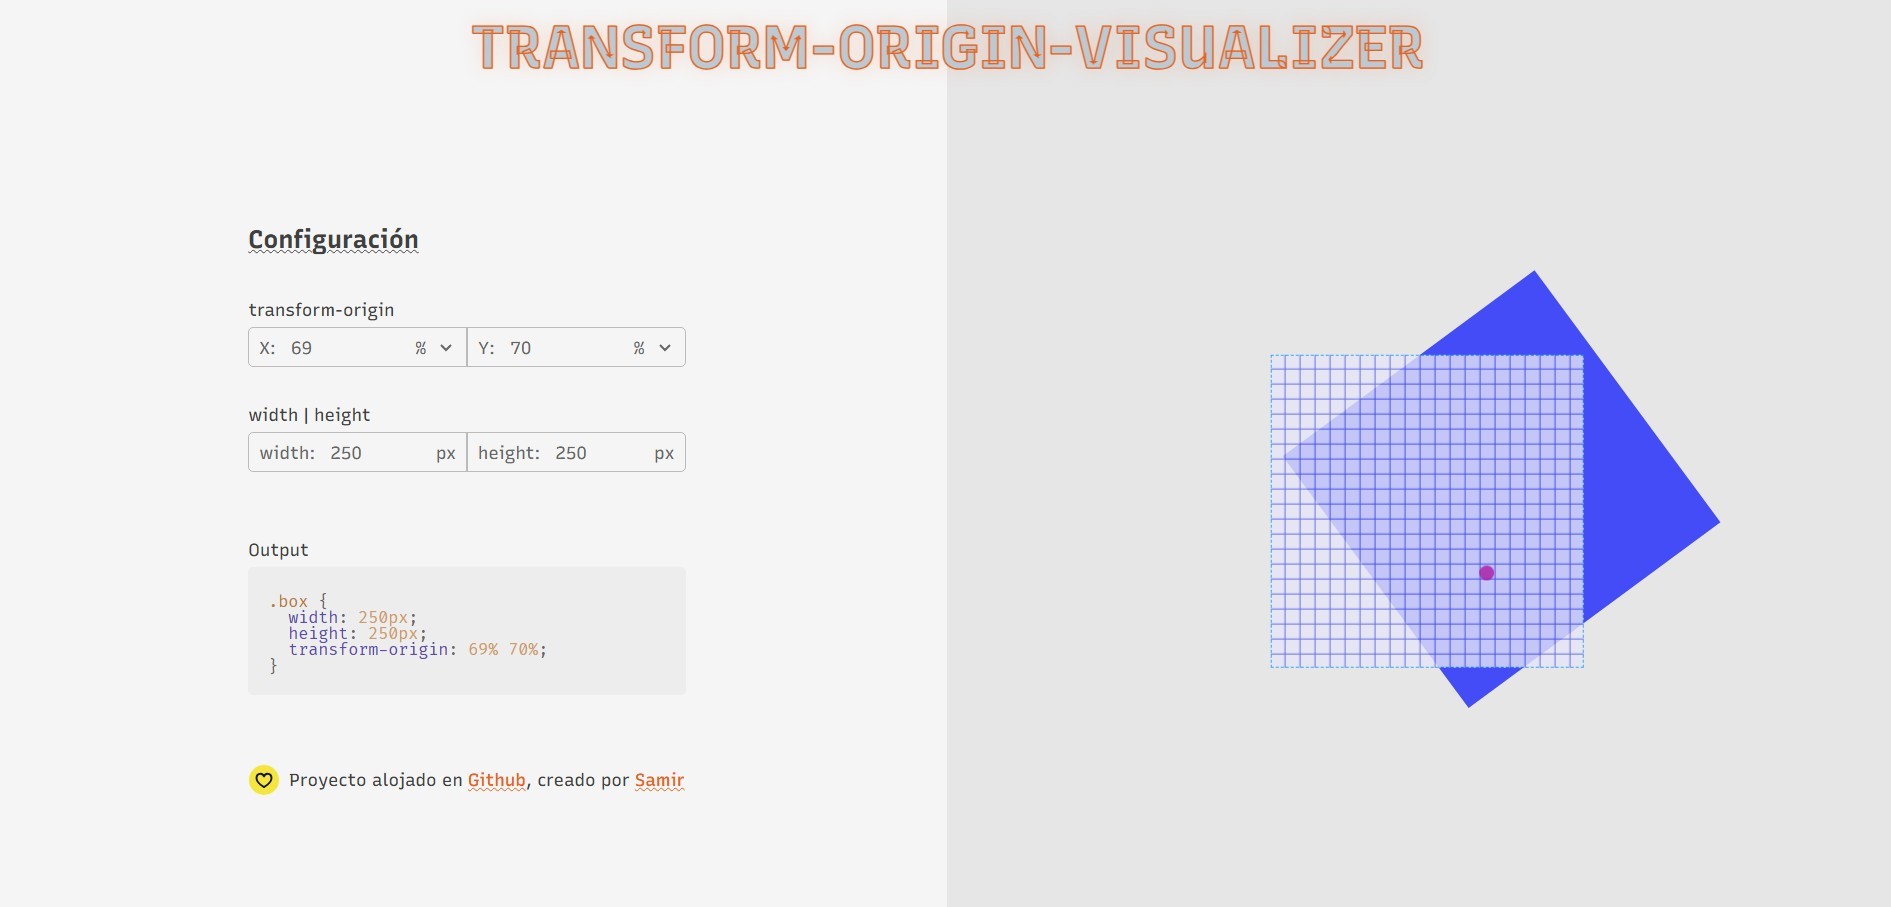 TRANSFORM-ORIGIN-VISUALIZER
Configuración
transform-origin
X: 69 % Y: 70 %
width | height
width: 250 px height: 250 px
Output
.box {
  width: 250px;
  height: 250px;
  transform-origin: 69% 70%;
}
Proyecto alojado en Github, creado por Samir